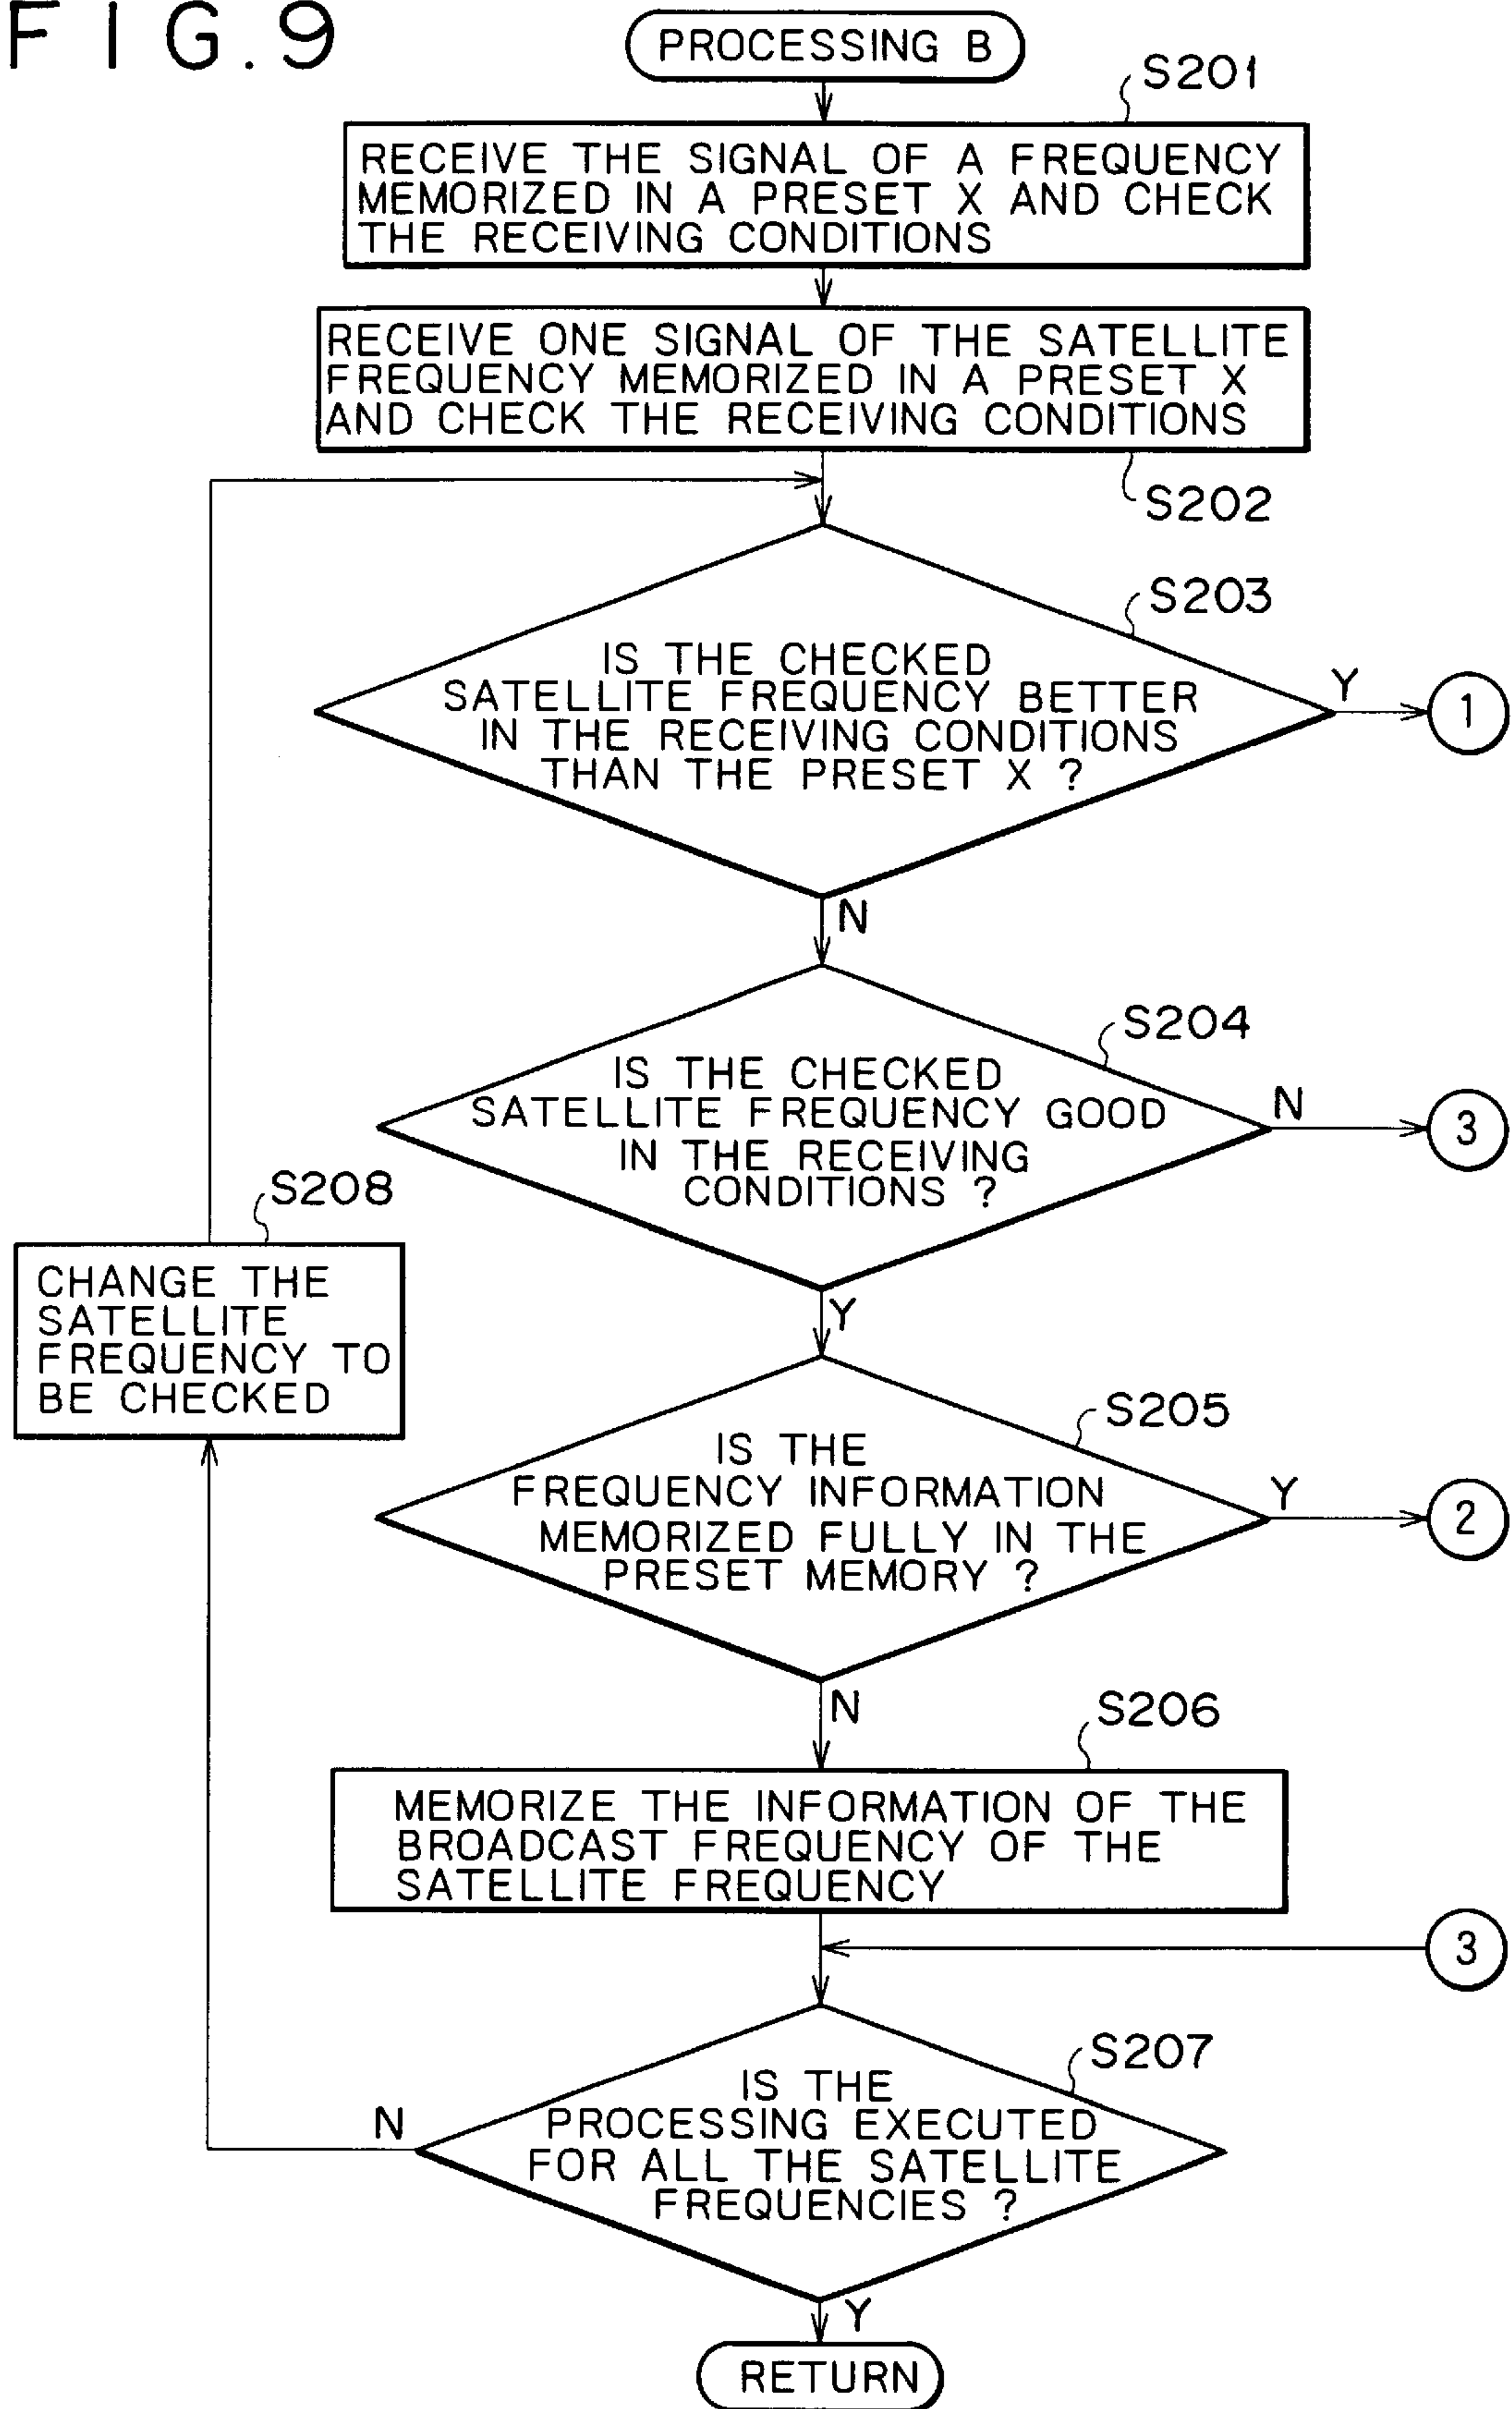 FIG.9
PROCESSING B
S201
RECEIVE THE SIGNAL OF A FREQUENCY
MEMORIZED IN A PRESET X AND CHECK
THE RECEIVING CONDITIONS
RECEIVE ONE SIGNAL OF THE SATELLITE
FREQUENCY MEMORIZED IN A PRESET X
AND CHECK THE RECEIVING CONDITIONS
S202
S203
IS THE CHECKED
SATELLITE FREQUENCY BETTER
IN THE RECEIVING CONDITIONS
THAN THE PRESET X ?
Y
1
N
S204
IS THE CHECKED
SATELLITE FREQUENCY GOOD
IN THE RECEIVING
CONDITIONS ?
N
3
S208
CHANGE THE
SATELLITE
FREQUENCY TO
BE CHECKED
Y
S205
IS THE
FREQUENCY INFORMATION
MEMORIZED FULLY IN THE
PRESET MEMORY ?
Y
2
N
S206
MEMORIZE THE INFORMATION OF THE
BROADCAST FREQUENCY OF THE
SATELLITE FREQUENCY
3
S207
IS THE
PROCESSING EXECUTED
FOR ALL THE SATELLITE
FREQUENCIES ?
N
Y
RETURN